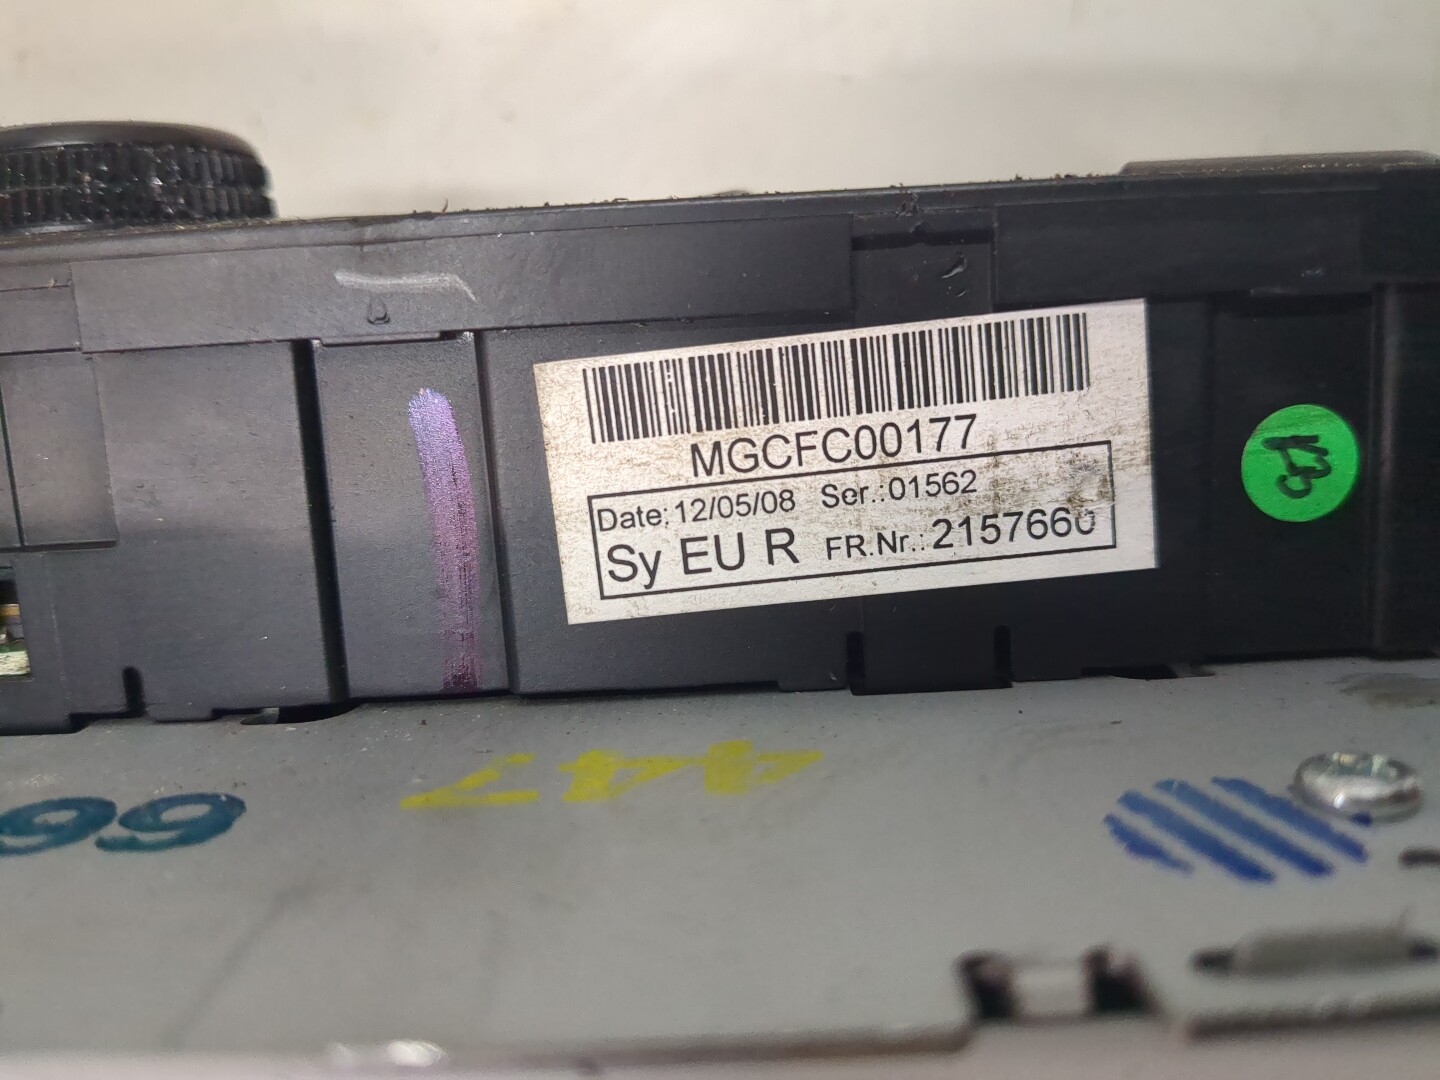 MGCFC00177
Date: 12/05/08 Ser.:01562
Sy EU R FR.Nr.: 2157660
447
66